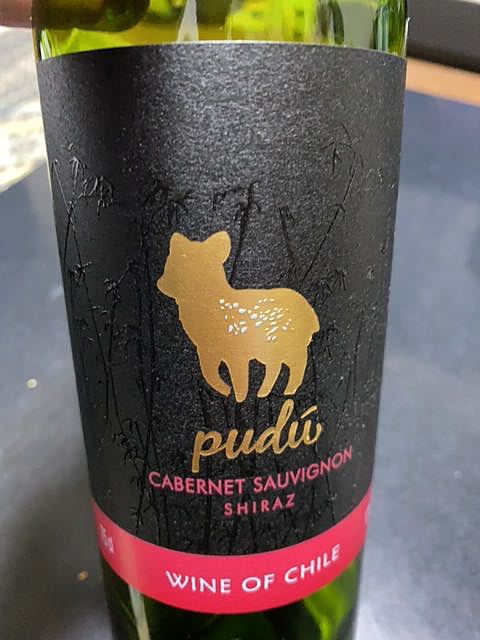 pudú
CABERNET SAUVIGNON
SHIRAZ
WINE OF CHILE